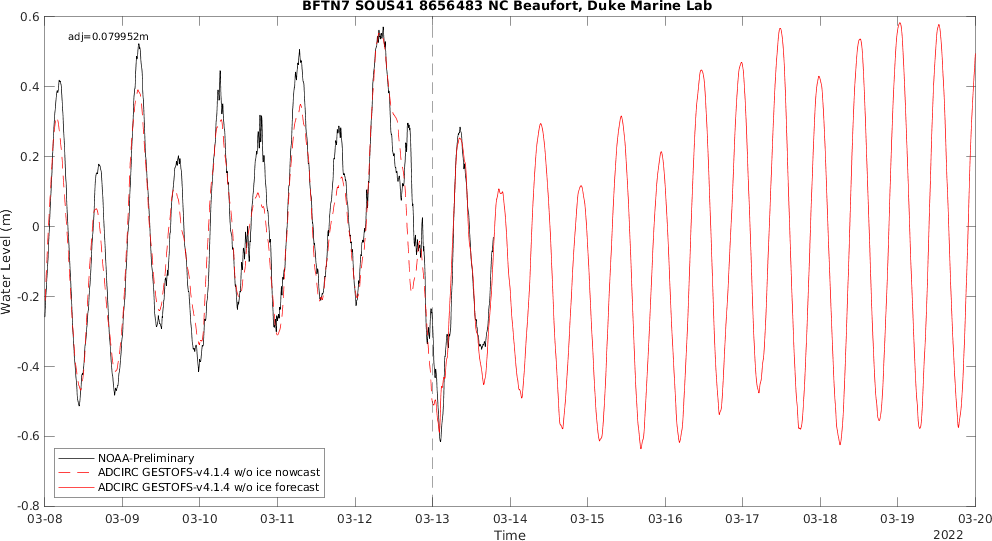 BFTN7 SOUS41 8656483 NC Beaufort, Duke Marine Lab
adj=0.079952m
0.6
0.4
0.2
0
-0.2
-0.4
-0.6
-0.8
Water Level (m)
NOAA-Preliminary
ADCIRC GESTOFS-v4.1.4 w/o ice nowcast
ADCIRC GESTOFS-v4.1.4 w/o ice forecast
03-08 03-09 03-10 03-11 03-12 03-13 03-14 03-15 03-16 03-17 03-18 03-19 03-20
Time
2022